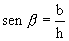 sen β = b/h